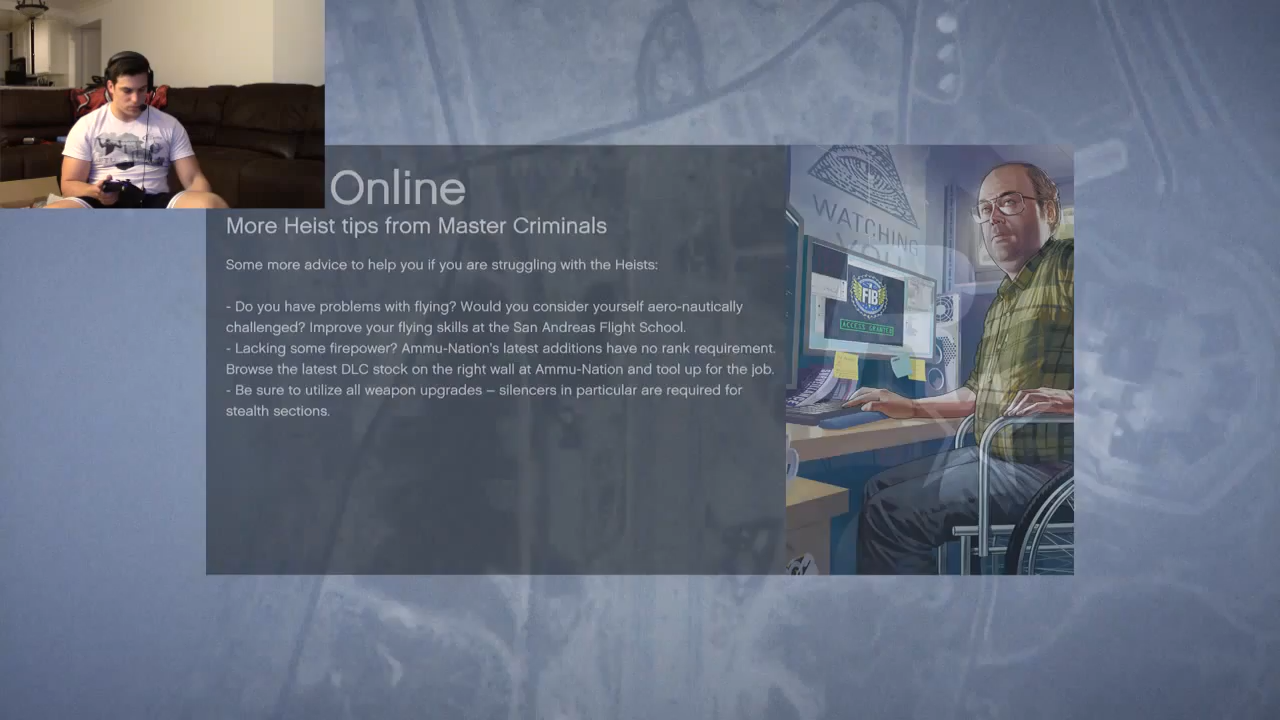 Online
More Heist tips from Master Criminals
Some more advice to help you if you are struggling with the Heists:
- Do you have problems with flying? Would you consider yourself aero-nautically
challenged? Improve your flying skills at the San Andreas Flight School.
- Lacking some firepower? Ammu-Nation's latest additions have no rank requirement.
Browse the latest DLC stock on the right wall at Ammu-Nation and tool up for the job.
- Be sure to utilize all weapon upgrades – silencers in particular are required for
stealth sections.
WATCHING
YOU
FIB
ACCESS GRANTED